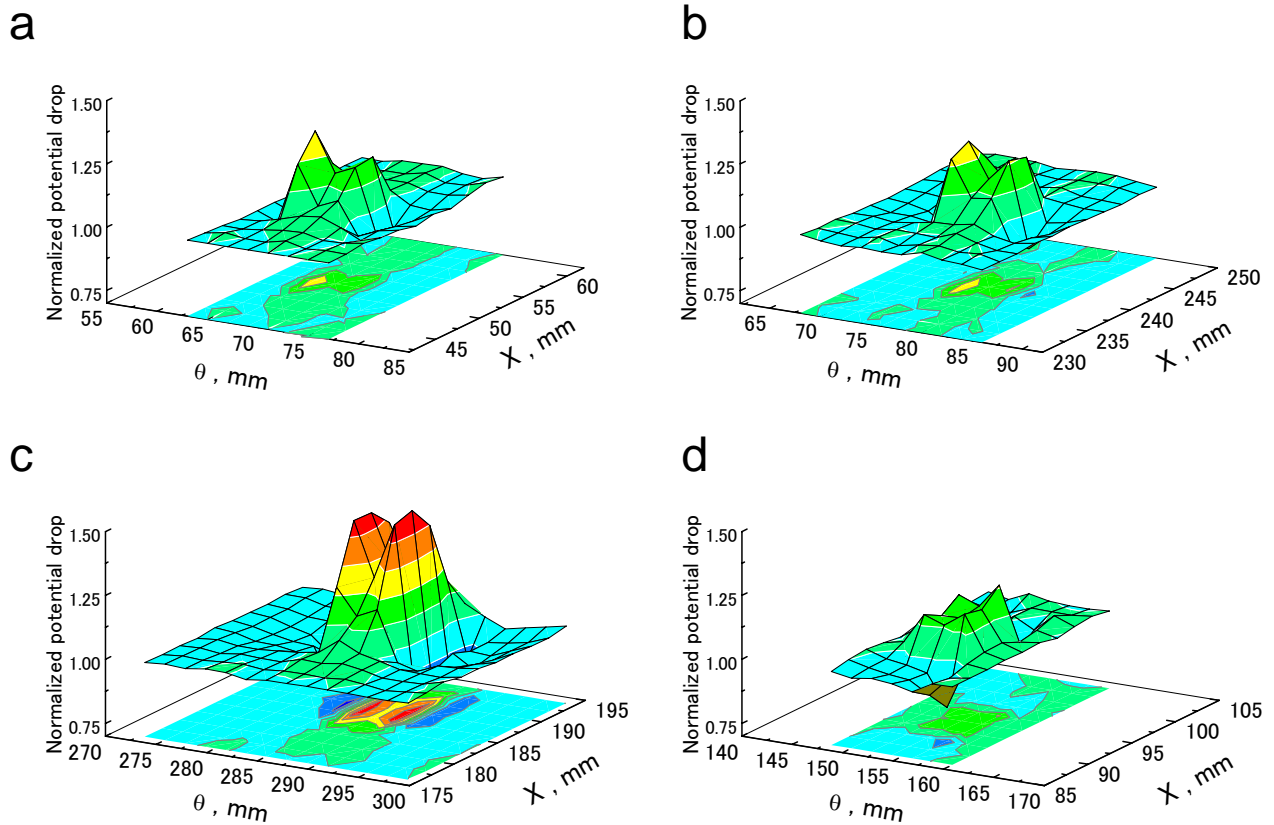 a
Normalized potential drop
1.50
1.25
1.00
0.75
55 60 65 70 75 80 85
θ , mm
45 50 55 60
X , mm
b
Normalized potential drop
1.50
1.25
1.00
0.75
65 70 75 80 85 90
θ , mm
230 235 240 245 250
X , mm
c
Normalized potential drop
1.50
1.25
1.00
0.75
270 275 280 285 290 295 300
θ , mm
175 180 185 190 195
X , mm
d
Normalized potential drop
1.50
1.25
1.00
0.75
140 145 150 155 160 165 170
θ , mm
85 90 95 100 105
X , mm